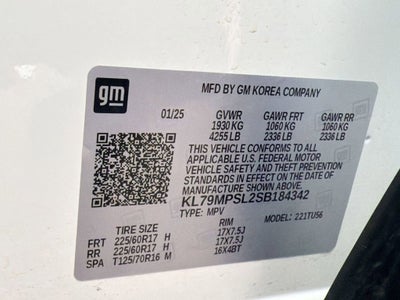 gm
MFD BY GM KOREA COMPANY
01/25 GVWR GAWR FRT GAWR RR
1930 KG 1060 KG 1060 KG
4255 LB 2336 LB 2336 LB
THIS VEHICLE CONFORMS TO ALL
APPLICABLE U.S. FEDERAL MOTOR
VEHICLE SAFETY AND THEFT PREVENTION
STANDARDS IN EFFECT ON THE DATE OF
MANUFACTURE SHOWN ABOVE.
KL79MPSL2SB184342
TYPE: MPV MODEL: 221TU56
TIRE SIZE RIM
FRT 225/60R17 H 17X7.5J
RR 225/60R17 H 17X7.5J
SPA T125/70R16 M 16X4BT